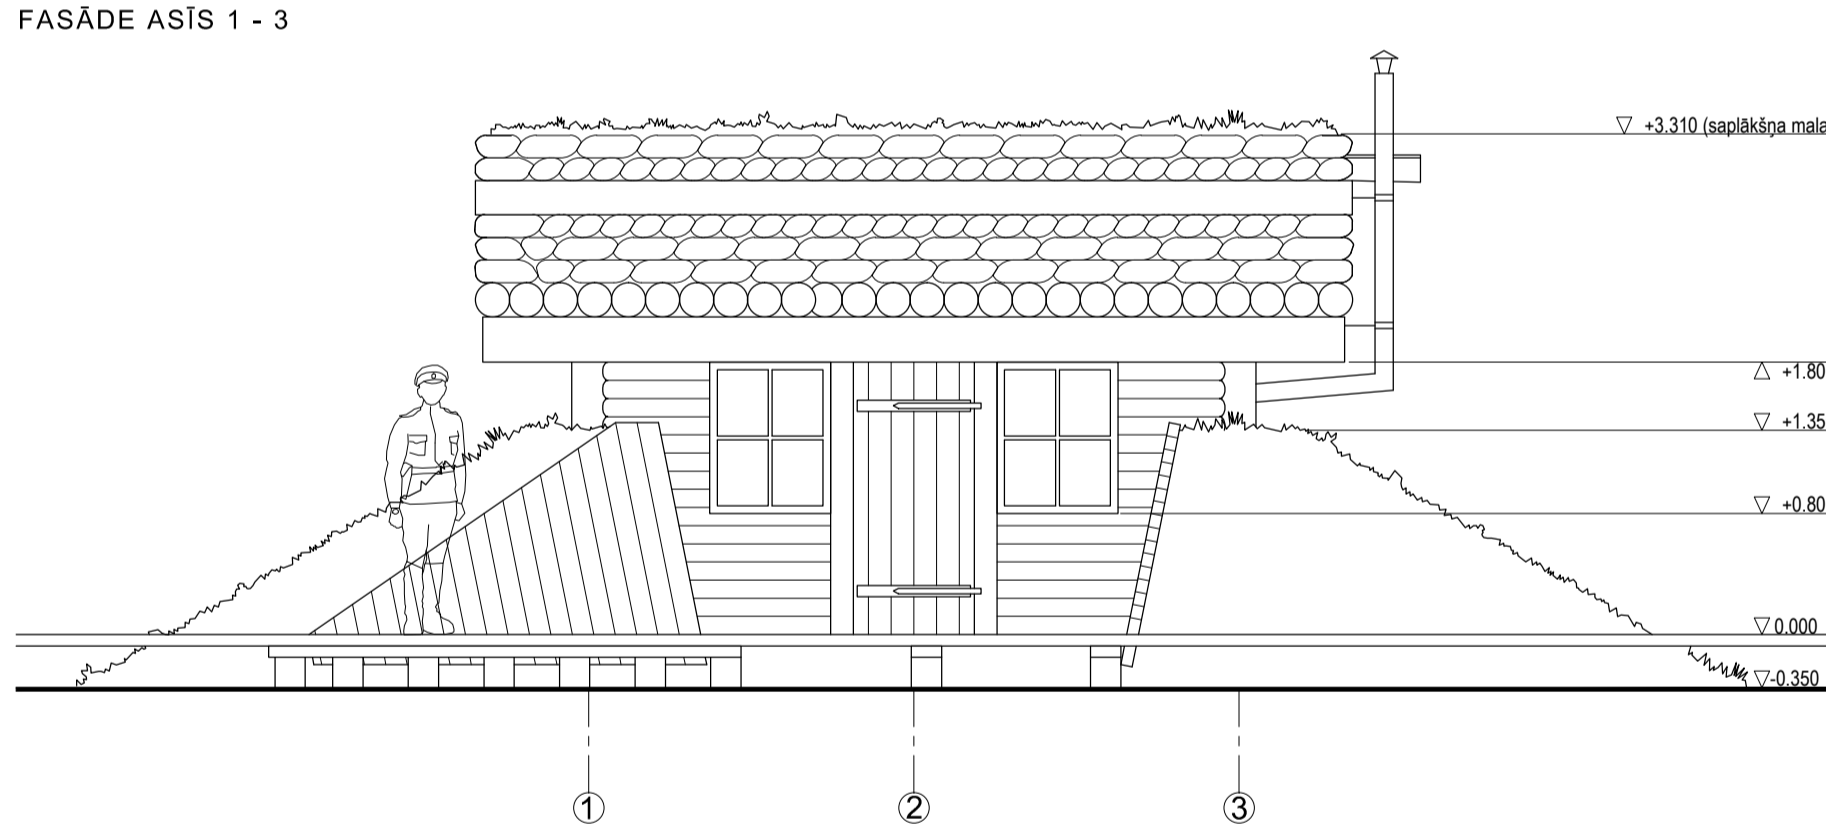 FASĀDE ASĪS 1 - 3
+3.310 (saplākšņa mala
+1.80
+1.35
+0.80
0.000
-0.350
1 2 3